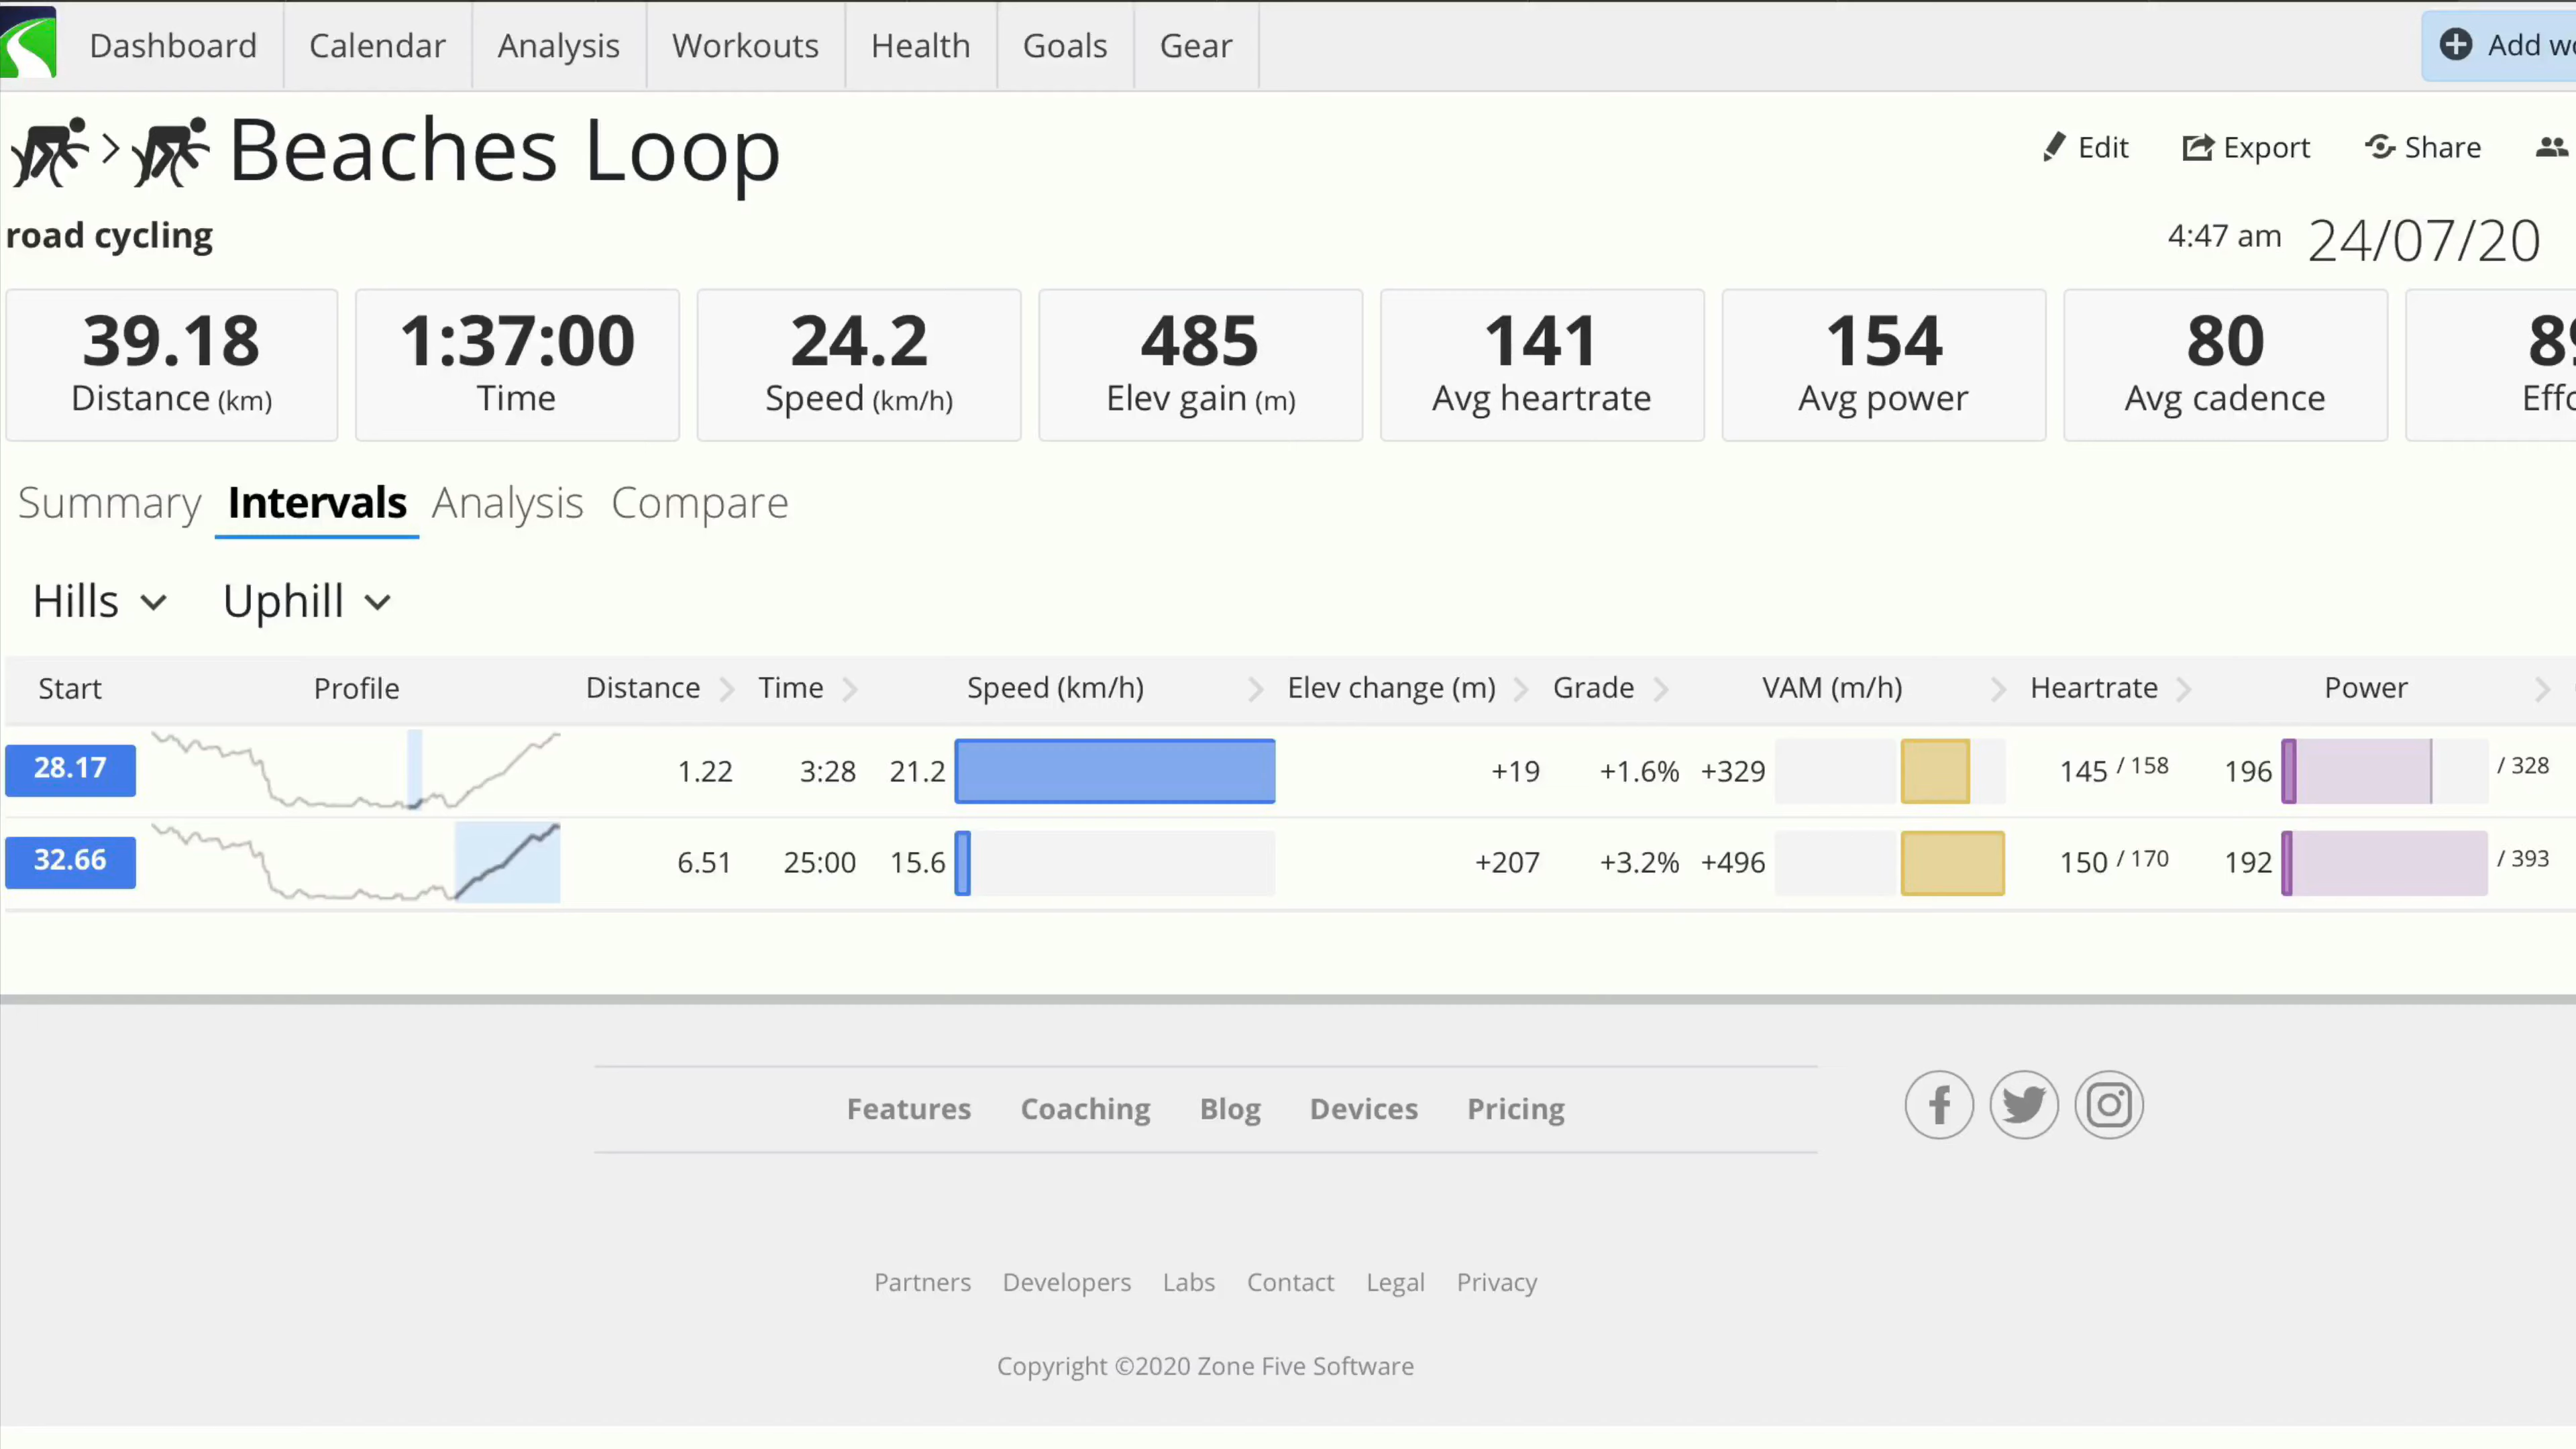 Dashboard Calendar Analysis Workouts Health Goals Gear Add
Beaches Loop Edit Export Share
road cycling 4:47 am 24/07/20
39.18 1:37:00 24.2 485 141 154 80
Distance (km) Time Speed (km/h) Elev gain (m) Avg heartrate Avg power Avg cadence
Summary Intervals Analysis Compare
Hills Uphill
Start Profile Distance Time Speed (km/h) Elev change (m) Grade VAM (m/h) Heartrate Power
28.17 1.22 3:28 21.2 +19 +1.6% +329 145 / 158 196 / 328
32.66 6.51 25:00 15.6 +207 +3.2% +496 150 / 170 192 / 393
Features Coaching Blog Devices Pricing
Partners Developers Labs Contact Legal Privacy
Copyright ©2020 Zone Five Software